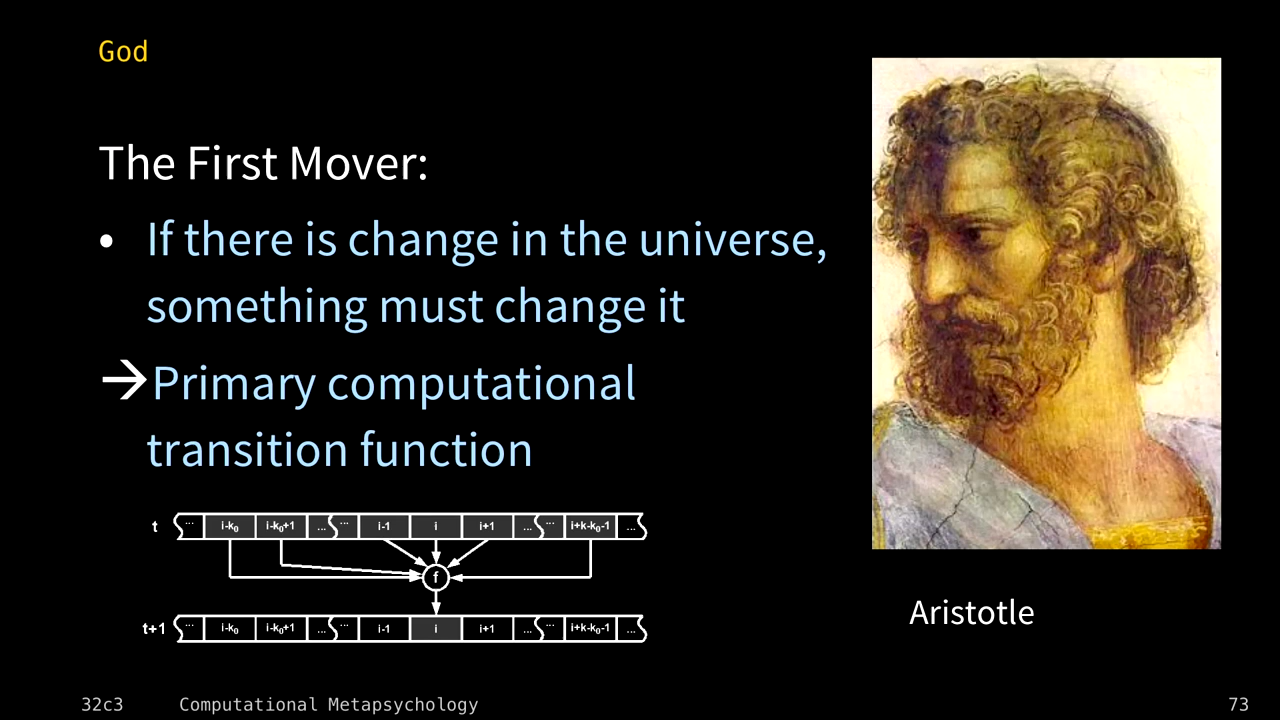 God
The First Mover:
• If there is change in the universe,
something must change it
→Primary computational
transition function
t ... i-k₀ i-k₀+1 ... ... i-1 i i+1 ... ... i+k-k₀-1 ...
f
t+1 ... i-k₀ i-k₀+1 ... ... i-1 i i+1 ... ... i+k-k₀-1 ...
Aristotle
32c3 Computational Metapsychology 73